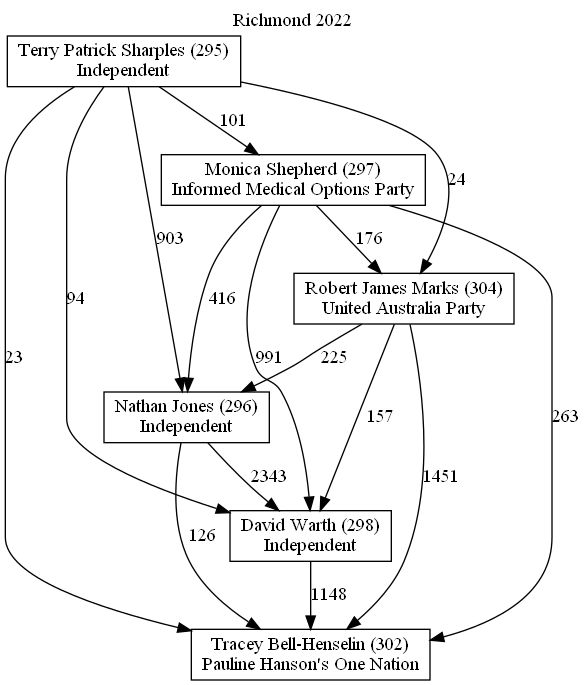 Richmond 2022
Terry Patrick Sharples (295)
Independent
101
Monica Shepherd (297)
Informed Medical Options Party
24
903
176
Robert James Marks (304)
United Australia Party
94
416
23
991
225
Nathan Jones (296)
Independent
157
263
2343
1451
David Warth (298)
Independent
126
1148
Tracey Bell-Henselin (302)
Pauline Hanson's One Nation